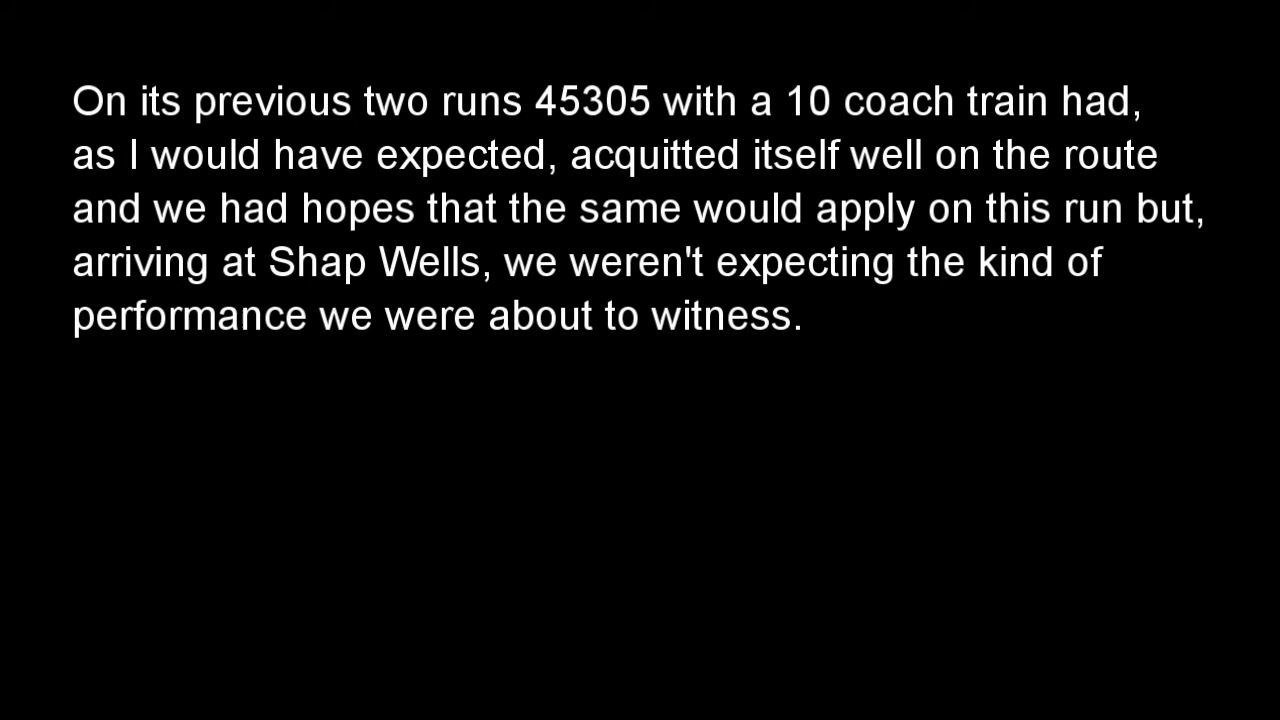 On its previous two runs 45305 with a 10 coach train had,
as I would have expected, acquitted itself well on the route
and we had hopes that the same would apply on this run but,
arriving at Shap Wells, we weren't expecting the kind of
performance we were about to witness.